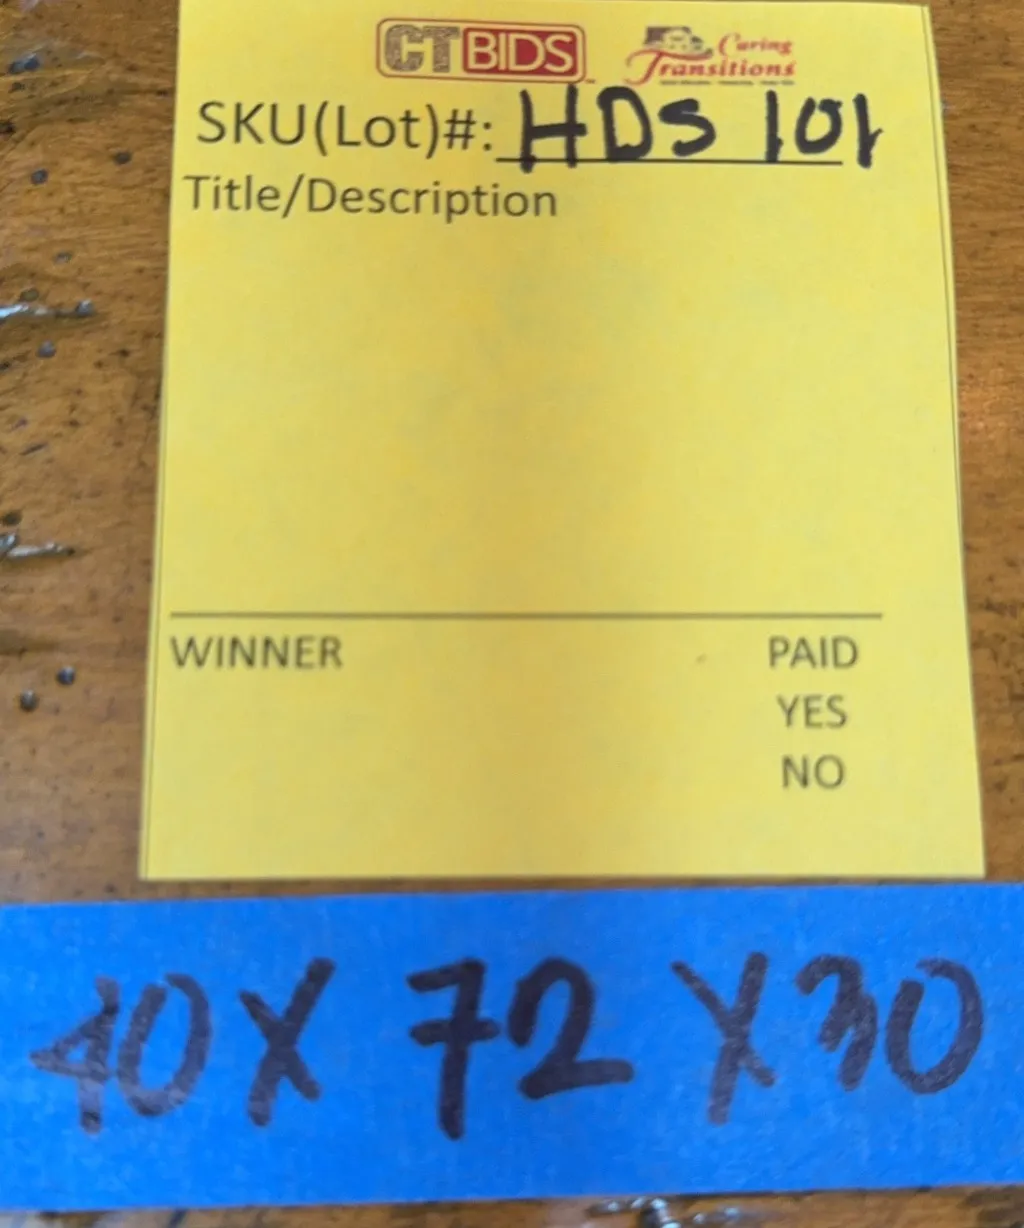 CTBIDS Caring Transitions
SKU(Lot)#: HDS 101
Title/Description
WINNER PAID
YES
NO
40 X 72 X 30